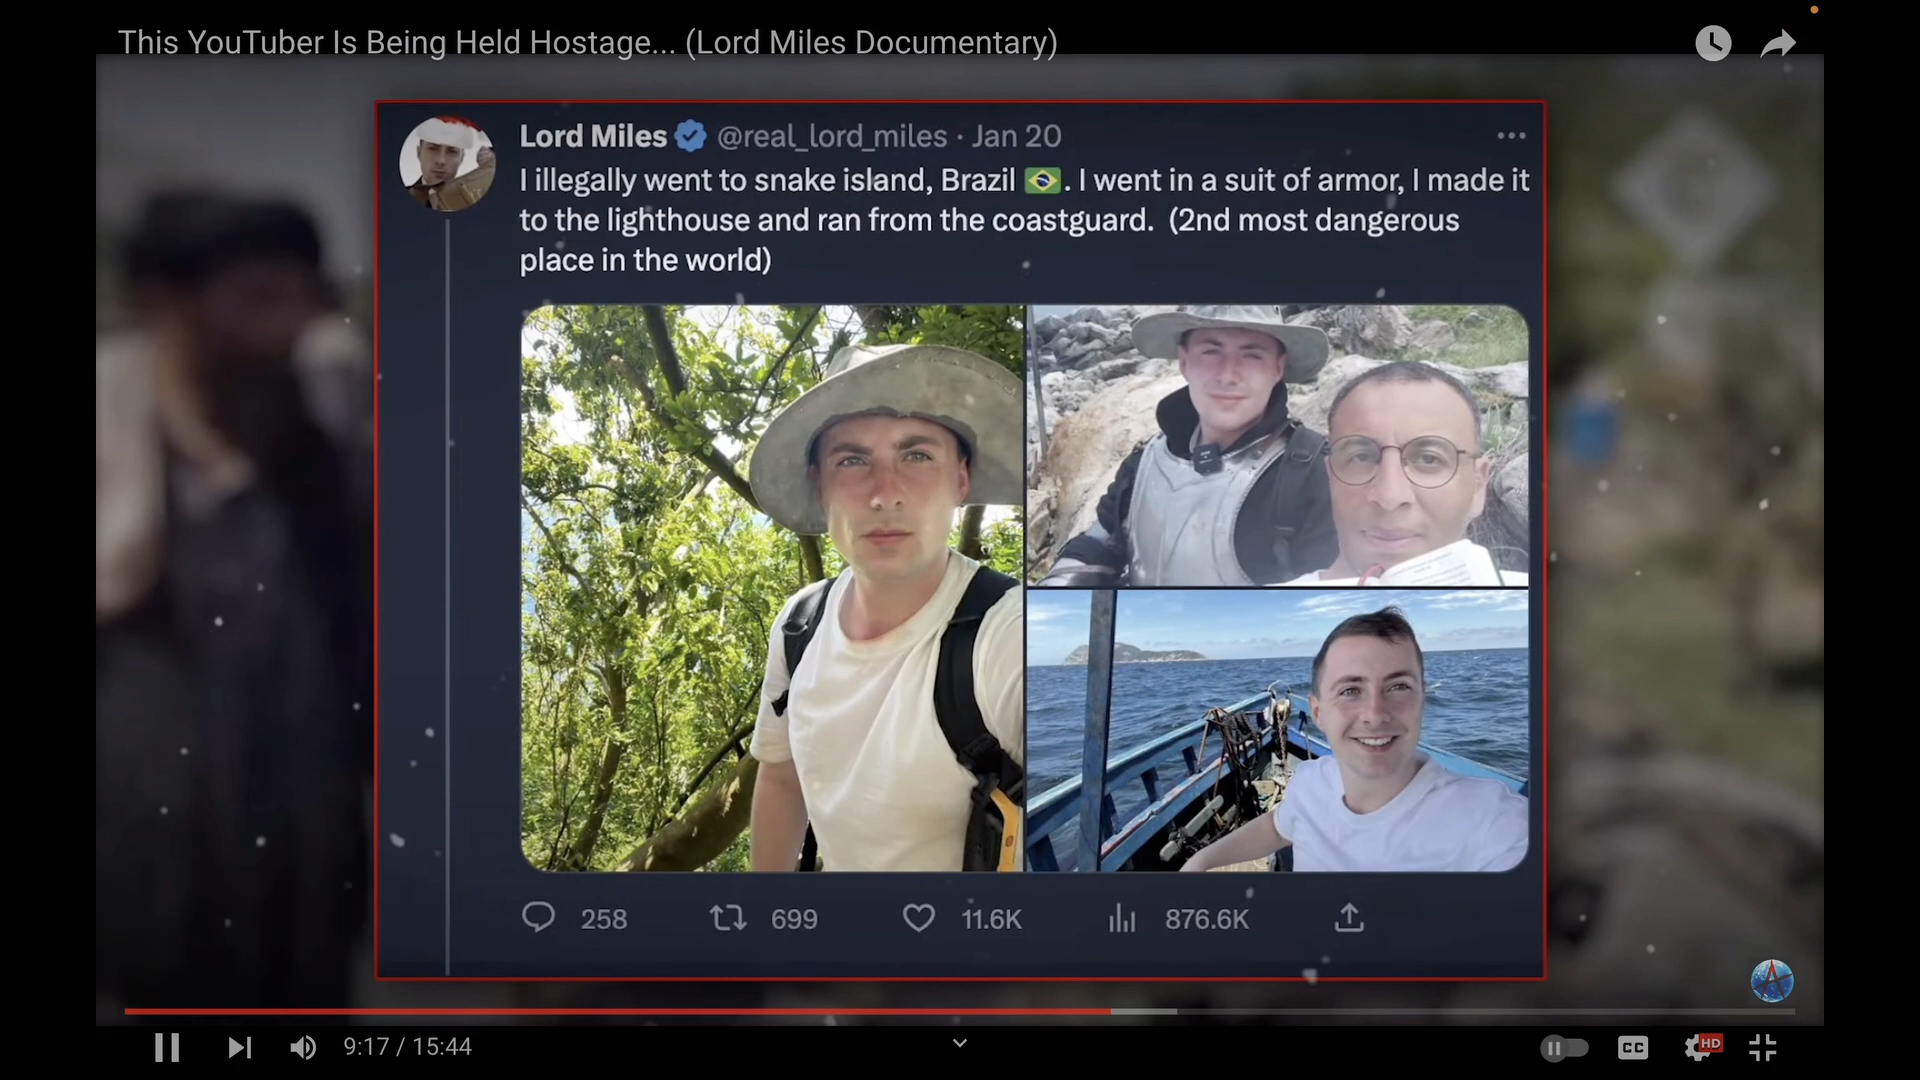 This YouTuber Is Being Held Hostage... (Lord Miles Documentary)
Lord Miles @real_lord_miles · Jan 20
I illegally went to snake island, Brazil 🇧🇷. I went in a suit of armor, I made it
to the lighthouse and ran from the coastguard. (2nd most dangerous
place in the world)
258 699 11.6K 876.6K
9:17 / 15:44
CC
HD